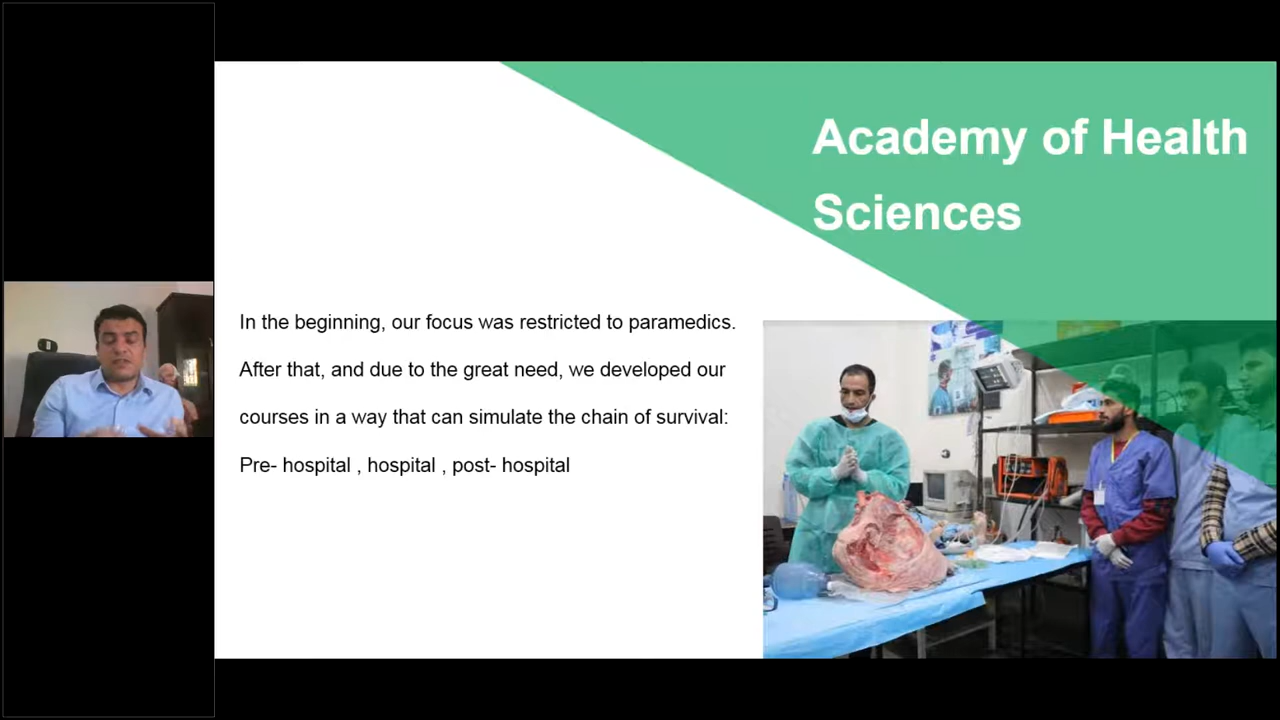 Academy of Health
Sciences
In the beginning, our focus was restricted to paramedics.
After that, and due to the great need, we developed our
courses in a way that can simulate the chain of survival:
Pre- hospital , hospital , post- hospital